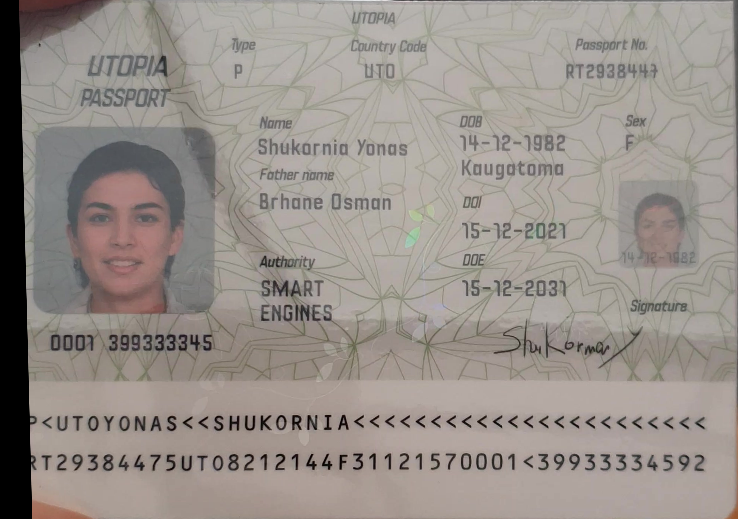 UTOPIA
UTOPIA
PASSPORT
Type
P
Country Code
UTO
Passport No.
RT2938447
Name
Shukornia Yonas
Father name
Brhane Osman
Authority
SMART
ENGINES
DOB
14-12-1982
Kaugatoma
DOI
15-12-2021
DOE
15-12-2031
Sex
F
14-12-1982
Signature
0001 399333345
P<UTOYONAS<<SHUKORNIA<<<<<<<<<<<<<<<<<<<<<<<
RT29384475UTO8212144F31121570001<39933334592